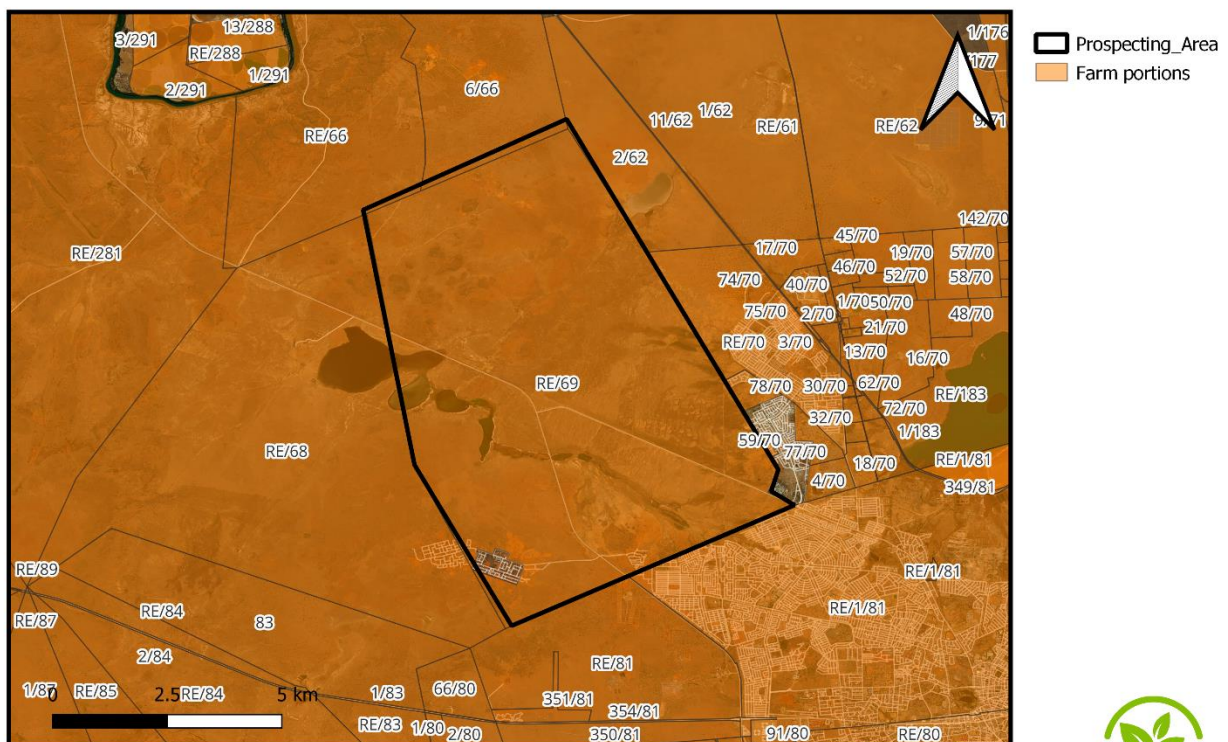 13/288
1/176
3/291
RE/288
/177
1/291
2/291
6/66
1/62
11/62
RE/61
RE/62
9/71
RE/66
2/62
142/70
45/70
17/70
RE/281
19/70
57/70
46/70
52/70
58/70
74/70
40/70
1/70
50/70
75/70
2/70
48/70
21/70
RE/70
3/70
13/70
16/70
RE/69
78/70
30/70
62/70
RE/183
72/70
32/70
1/183
59/70
RE/68
77/70
18/70
RE/1/81
4/70
349/81
RE/89
RE/1/81
RE/84
RE/1/81
RE/87
83
2/84
RE/81
1/87
0
RE/85
2.5
RE/84
5 km
1/83
66/80
351/81
354/81
RE/83
1/80
2/80
350/81
91/80
RE/80
Prospecting_Area
Farm portions